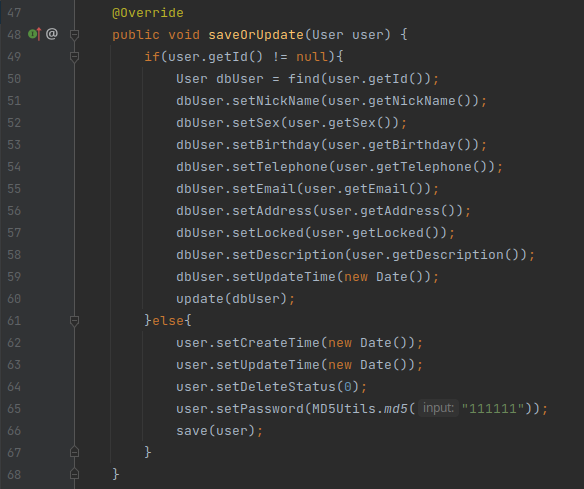 47 @Override
48 @ public void saveOrUpdate(User user) {
49 if(user.getId() != null){
50 User dbUser = find(user.getId());
51 dbUser.setNickName(user.getNickName());
52 dbUser.setSex(user.getSex());
53 dbUser.setBirthday(user.getBirthday());
54 dbUser.setTelephone(user.getTelephone());
55 dbUser.setEmail(user.getEmail());
56 dbUser.setAddress(user.getAddress());
57 dbUser.setLocked(user.getLocked());
58 dbUser.setDescription(user.getDescription());
59 dbUser.setUpdateTime(new Date());
60 update(dbUser);
61 }else{
62 user.setCreateTime(new Date());
63 user.setUpdateTime(new Date());
64 user.setDeleteStatus(0);
65 user.setPassword(MD5Utils.md5( input: "111111"));
66 save(user);
67 }
68 }